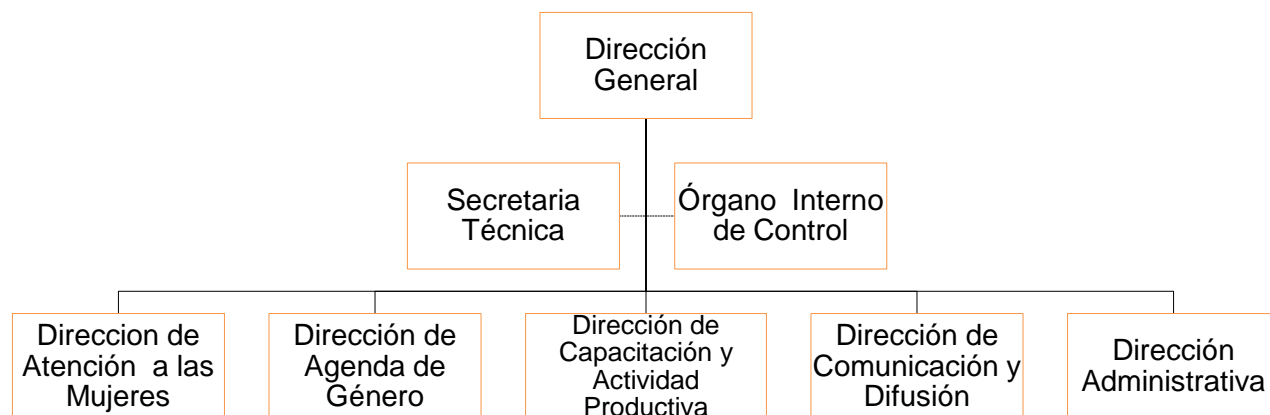 Dirección
General
Secretaria
Técnica
Órgano Interno
de Control
Direccion de
Atención a las
Mujeres
Dirección de
Agenda de
Género
Dirección de
Capacitación y
Actividad
Productiva
Dirección de
Comunicación y
Difusión
Dirección
Administrativa